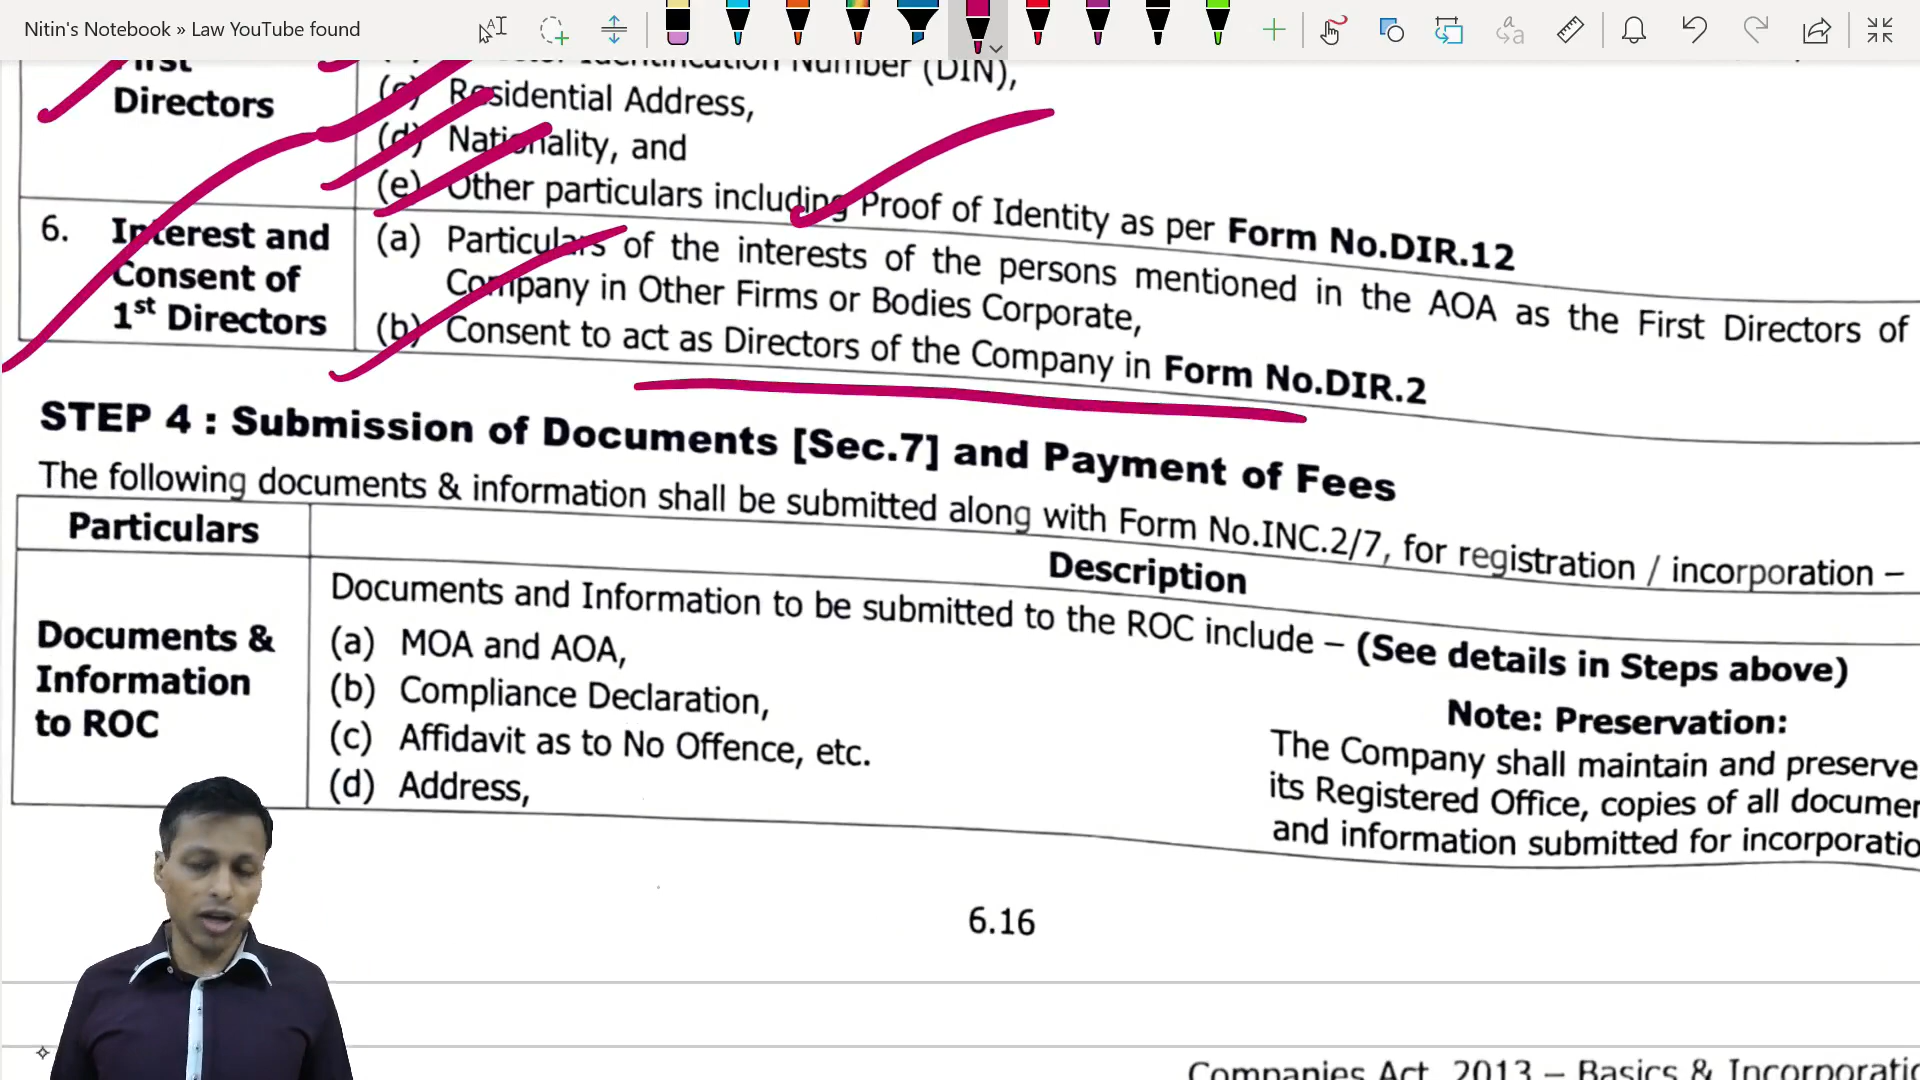 Nitin's Notebook » Law YouTube found
First
Directors
Identification Number (DIN),
(c) Residential Address,
(d) Nationality, and
(e) Other particulars including Proof of Identity as per Form No.DIR.12
6. Interest and
Consent of
1st Directors
(a) Particulars of the interests of the persons mentioned in the AOA as the First Directors of
Company in Other Firms or Bodies Corporate,
(b) Consent to act as Directors of the Company in Form No.DIR.2
STEP 4 : Submission of Documents [Sec.7] and Payment of Fees
The following documents & information shall be submitted along with Form No.INC.2/7, for registration / incorporation –
Particulars
Description
Documents &
Information
to ROC
Documents and Information to be submitted to the ROC include – (See details in Steps above)
(a) MOA and AOA,
(b) Compliance Declaration,
(c) Affidavit as to No Offence, etc.
(d) Address,
Note: Preservation:
The Company shall maintain and preserve
its Registered Office, copies of all documen
and information submitted for incorporatio
6.16
Companies Act, 2013 – Basics & Incorporati